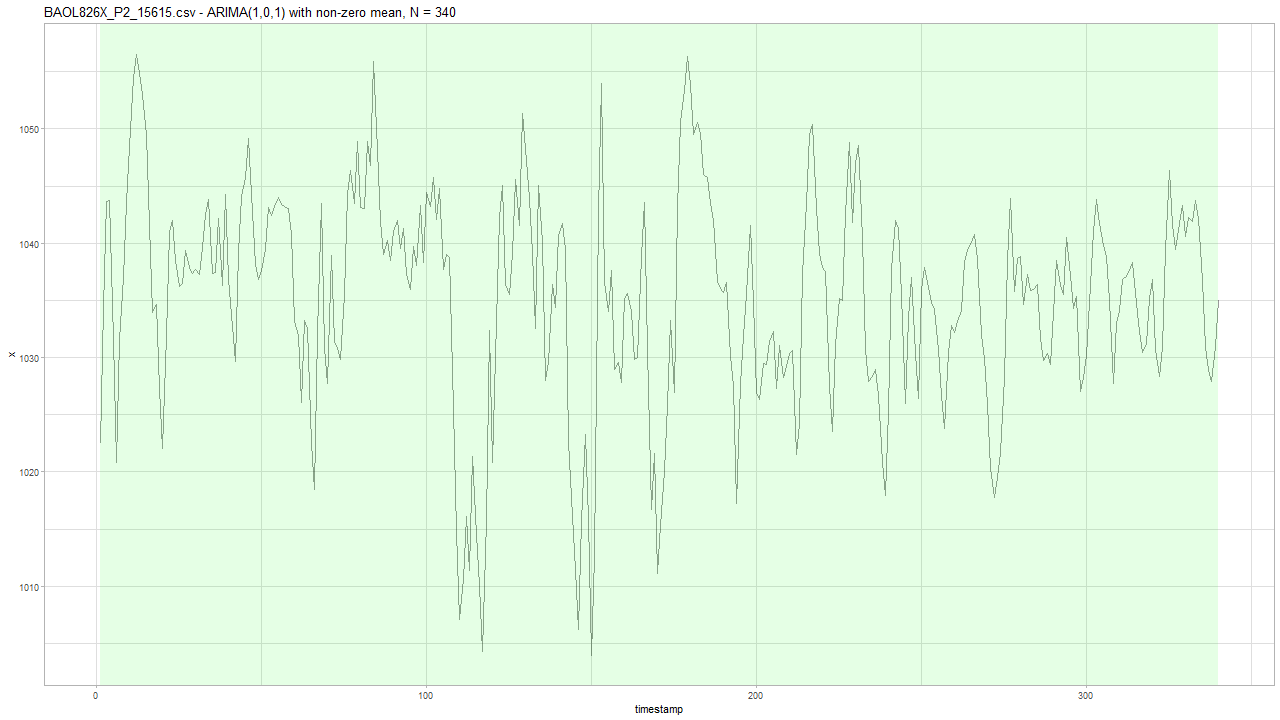 BAOL826X_P2_15615.csv - ARIMA(1,0,1) with non-zero mean, N = 340
1050
1040
1030
1020
1010
x
0 100 200 300
timestamp